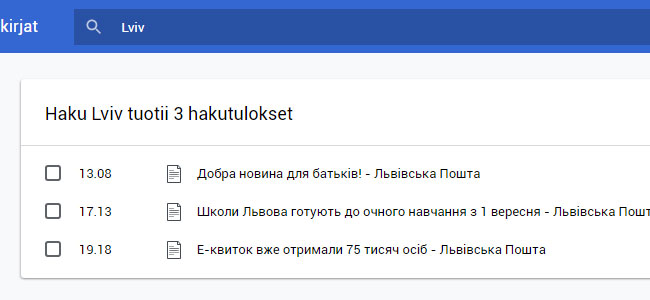 kirjat
Lviv
Haku Lviv tuotii 3 hakutulokset
13.08 Добра новина для батьків! - Львівська Пошта
17.13 Школи Львова готують до очного навчання з 1 вересня - Львівська Пошт
19.18 Е-квиток вже отримали 75 тисяч осіб - Львівська Пошта